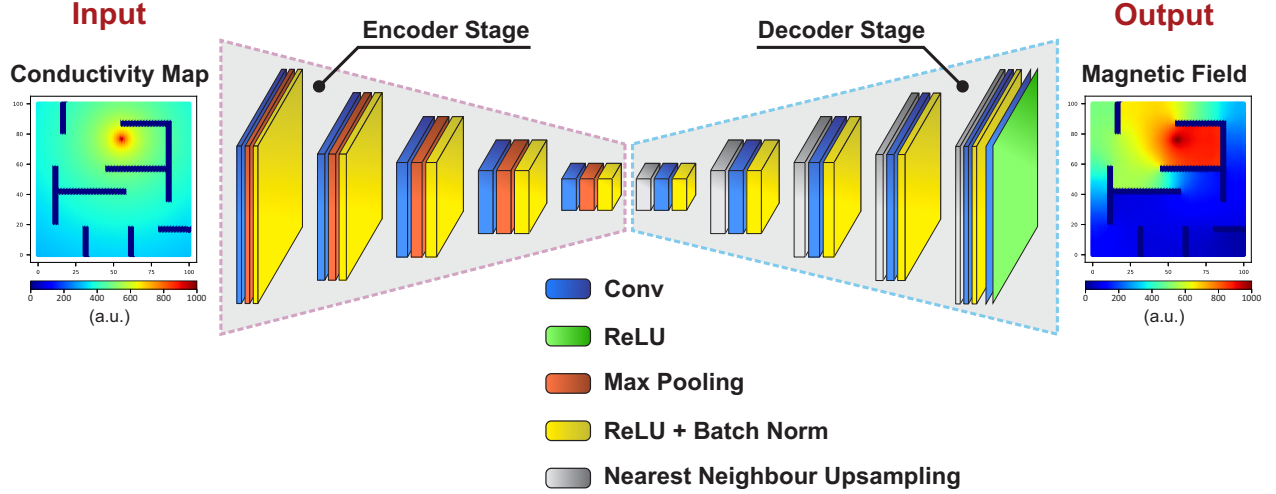 Input
Output
Encoder Stage
Decoder Stage
Conductivity Map
Magnetic Field
100
80
60
40
20
0
0 25 50 75 100
0 200 400 600 800 1000
(a.u.)
100
80
60
40
20
0
0 25 50 75 100
0 200 400 600 800 1000
(a.u.)
Conv
ReLU
Max Pooling
ReLU + Batch Norm
Nearest Neighbour Upsampling